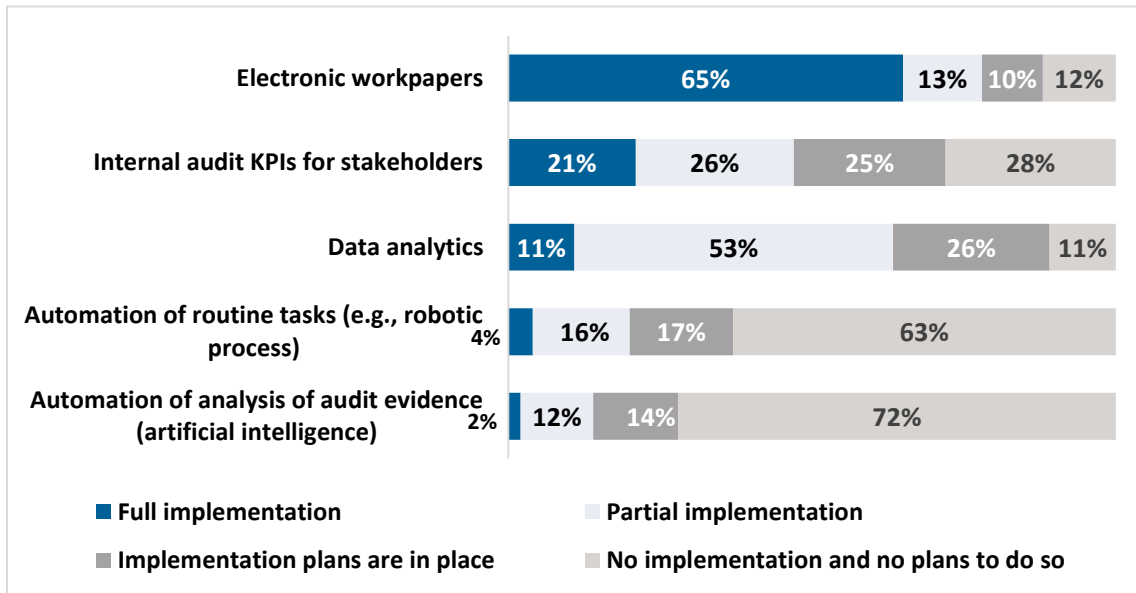 Electronic workpapers
65% 13% 10% 12%
Internal audit KPIs for stakeholders
21% 26% 25% 28%
Data analytics
11% 53% 26% 11%
Automation of routine tasks (e.g., robotic
process)
4% 16% 17% 63%
Automation of analysis of audit evidence
(artificial intelligence)
2% 12% 14% 72%
Full implementation
Partial implementation
Implementation plans are in place
No implementation and no plans to do so